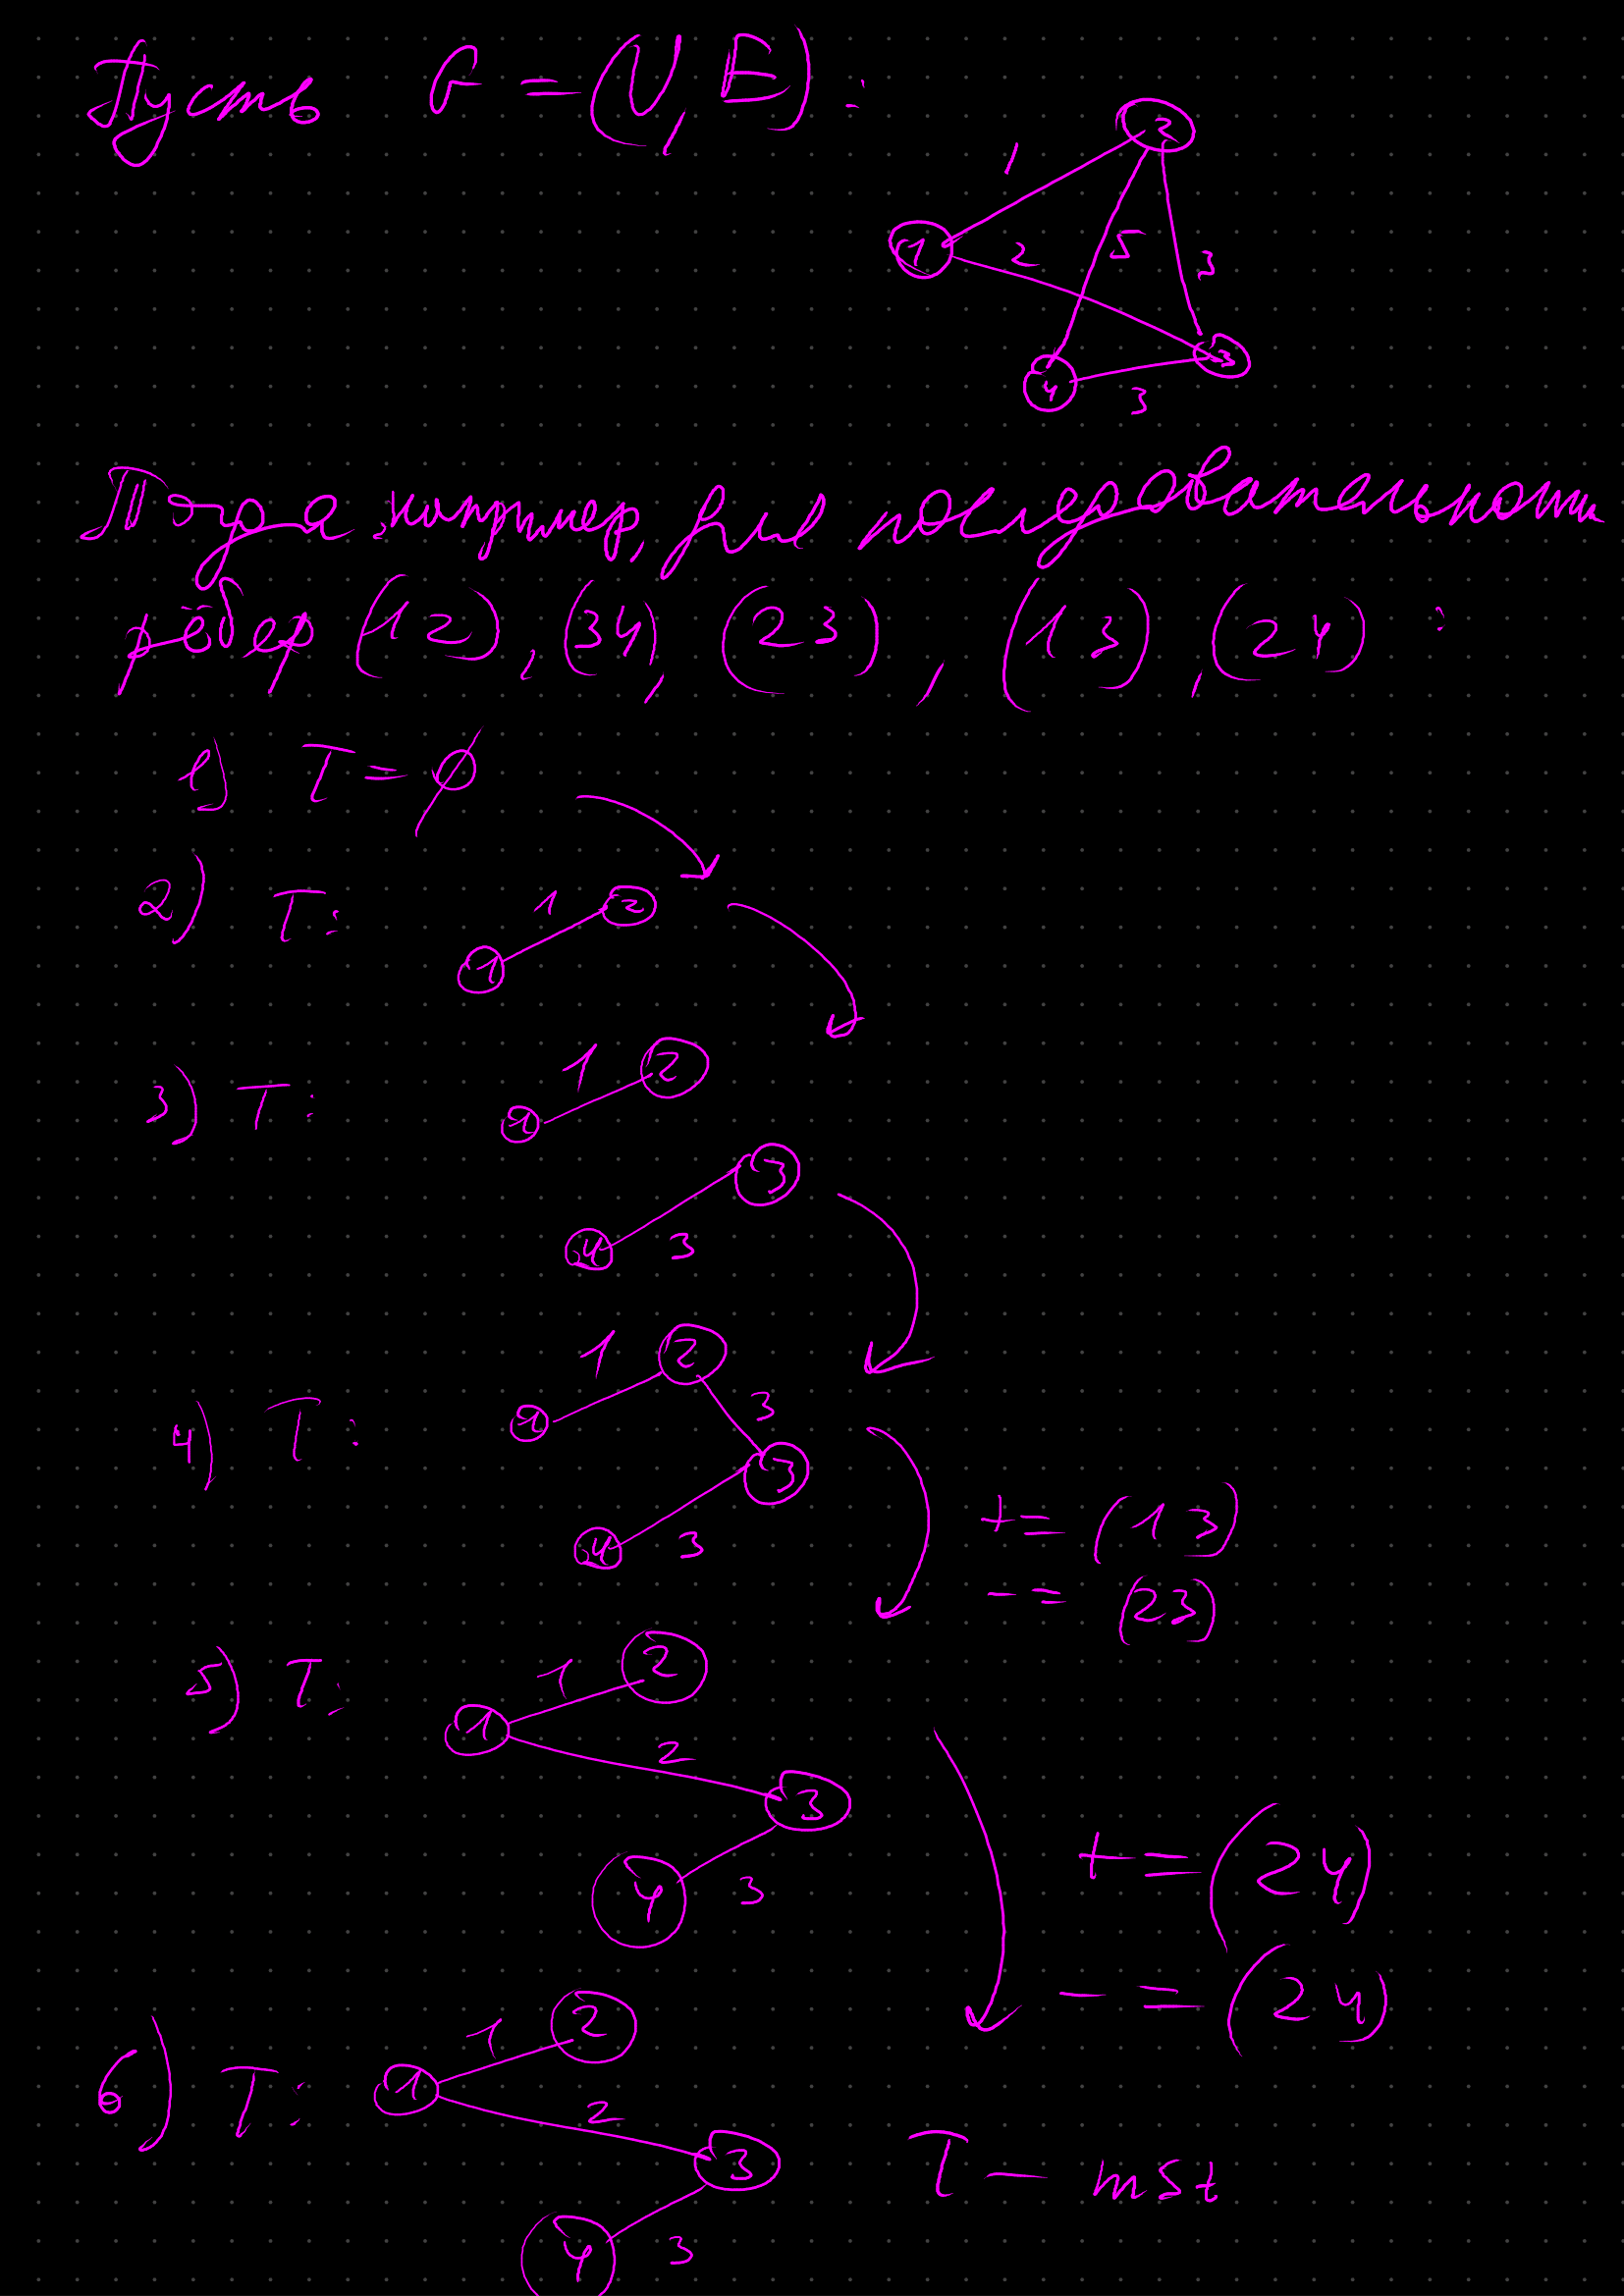 Пусть G = (V, E):
1 2
1 2 5 3
4 3 3
Тогда, например, для последовательности
рёбер (12), (34), (23), (13), (24):
1) T = ∅
2) T: 1 1 2
3) T: 1 1 2
4 3 3
4) T: 1 1 2
3
4 3 3
+= (13)
-= (23)
5) T: 1 1 2
2 3
4 3
+= (24)
-= (24)
6) T: 1 1 2
2 3
4 3
T - mst